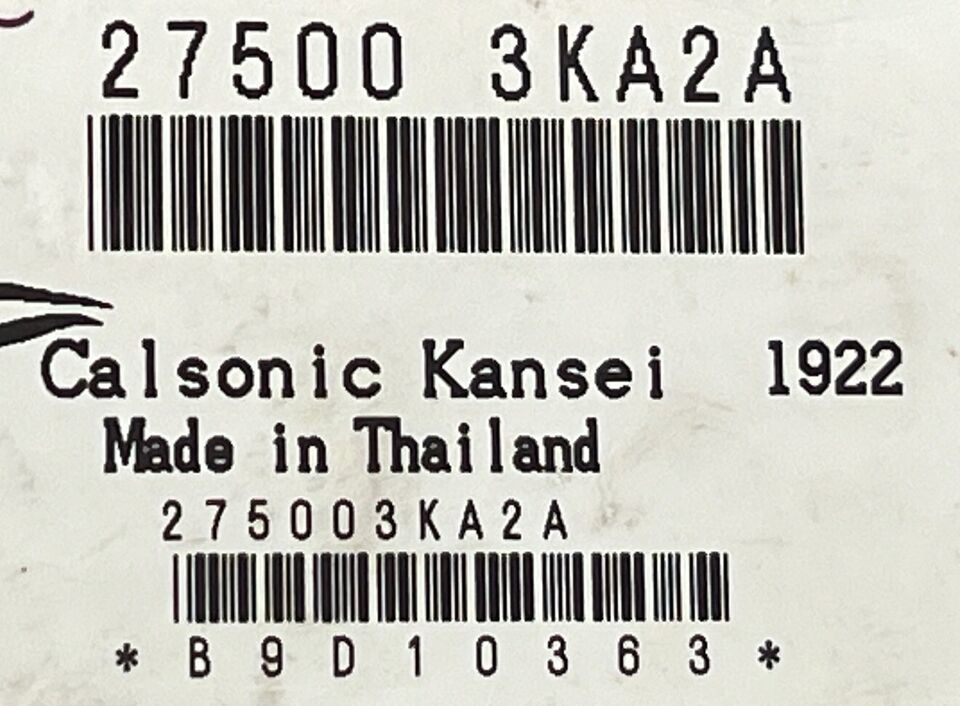 27500 3KA2A
Calsonic Kansei 1922
Made in Thailand
275003KA2A
* B9D10363 *